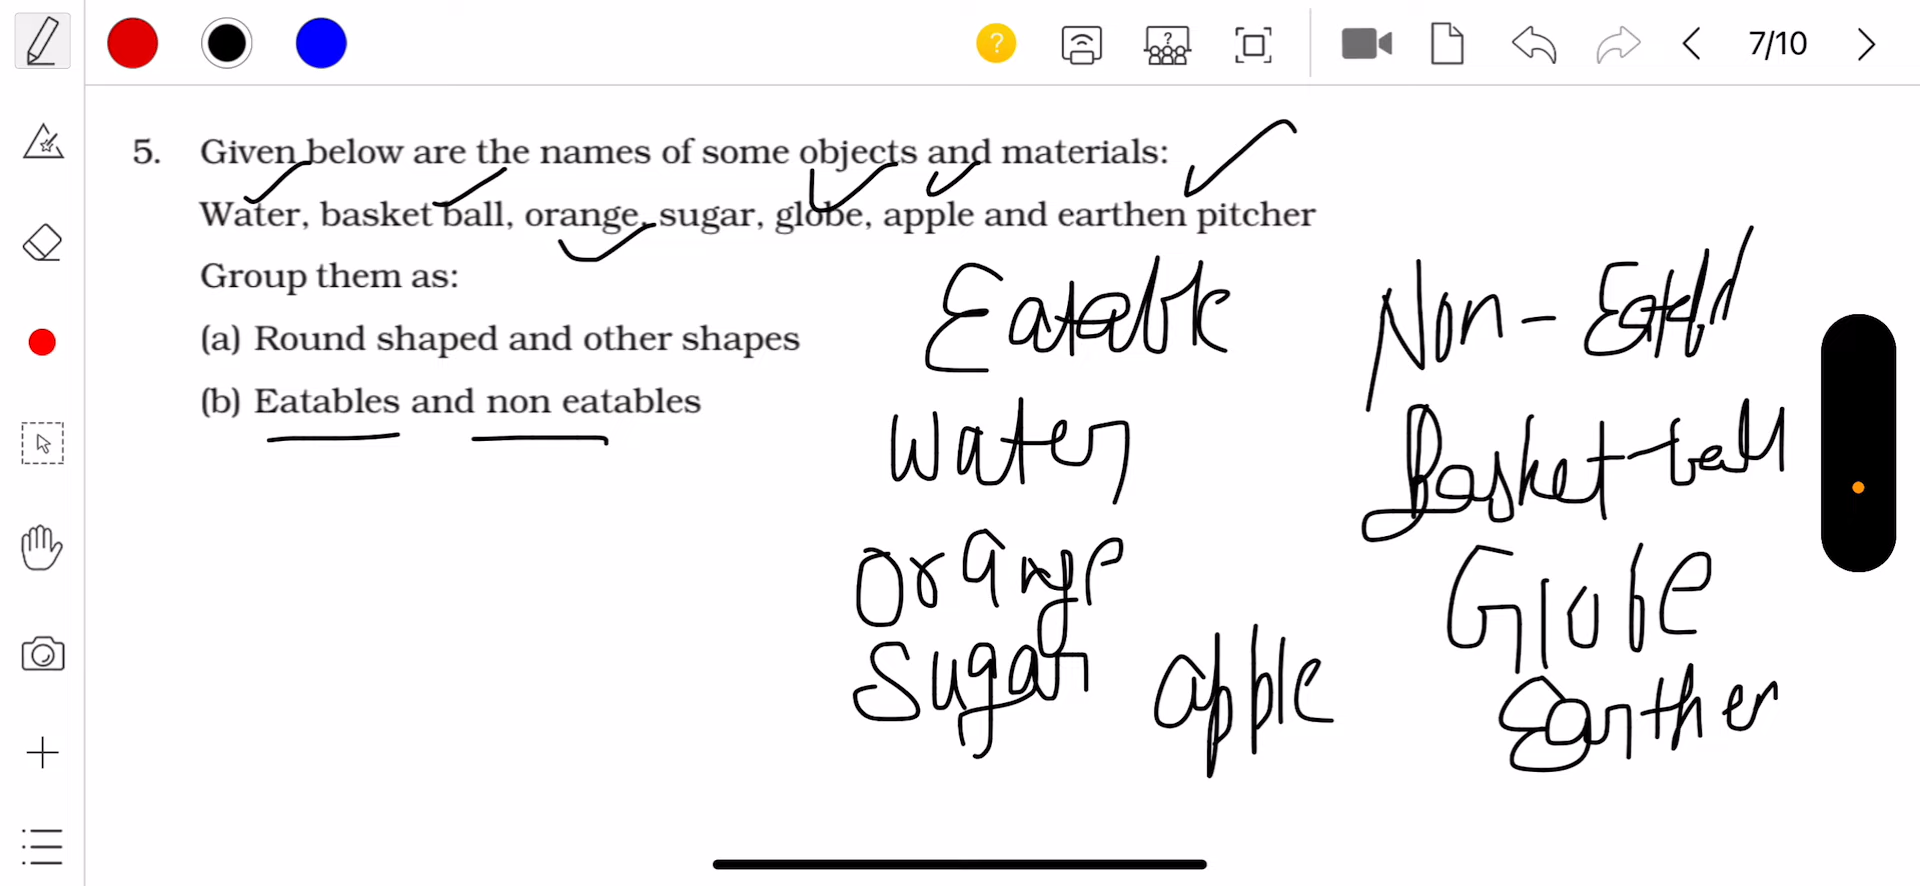 7/10
5. Given below are the names of some objects and materials:
Water, basket ball, orange, sugar, globe, apple and earthen pitcher
Group them as:
(a) Round shaped and other shapes
(b) Eatables and non eatables
Eatable Non-
Water Basket-ball
Orange Globe
Sugar apple Earthen